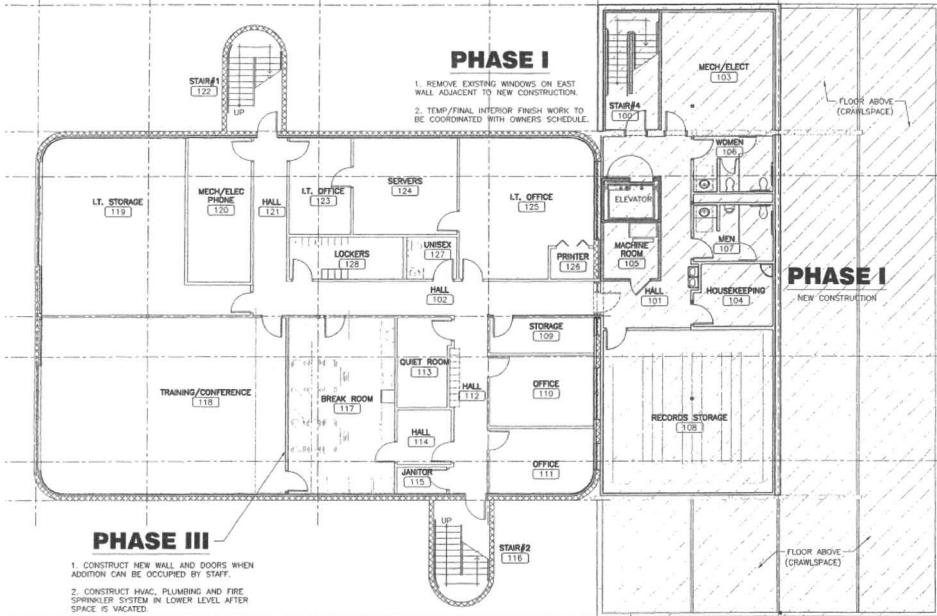 PHASE I
1. REMOVE EXISTING WINDOWS ON EAST
WALL ADJACENT TO NEW CONSTRUCTION.
2. TEMP/FINAL INTERIOR FINISH WORK TO
BE COORDINATED WITH OWNERS SCHEDULE.
STAIR#1
122
UP
STAIR#4
100
MECH/ELECT
103
FLOOR ABOVE
(CRAWLSPACE)
WOMEN
106
I.T. STORAGE
119
MECH/ELEC
PHONE
120
HALL
121
I.T. OFFICE
123
SERVERS
124
I.T. OFFICE
125
ELEVATOR
LOCKERS
128
UNISEX
127
PRINTER
126
MACHINE
ROOM
105
MEN
107
HALL
102
HALL
101
HOUSEKEEPING
104
PHASE I
NEW CONSTRUCTION
STORAGE
109
TRAINING/CONFERENCE
118
BREAK ROOM
117
QUIET ROOM
113
HALL
112
OFFICE
110
HALL
114
RECORDS STORAGE
108
JANITOR
115
OFFICE
111
UP
STAIR#2
116
FLOOR ABOVE
(CRAWLSPACE)
PHASE III
1. CONSTRUCT NEW WALL AND DOORS WHEN
ADDITION CAN BE OCCUPIED BY STAFF.
2. CONSTRUCT HVAC, PLUMBING AND FIRE
SPRINKLER SYSTEM IN LOWER LEVEL AFTER
SPACE IS VACATED.